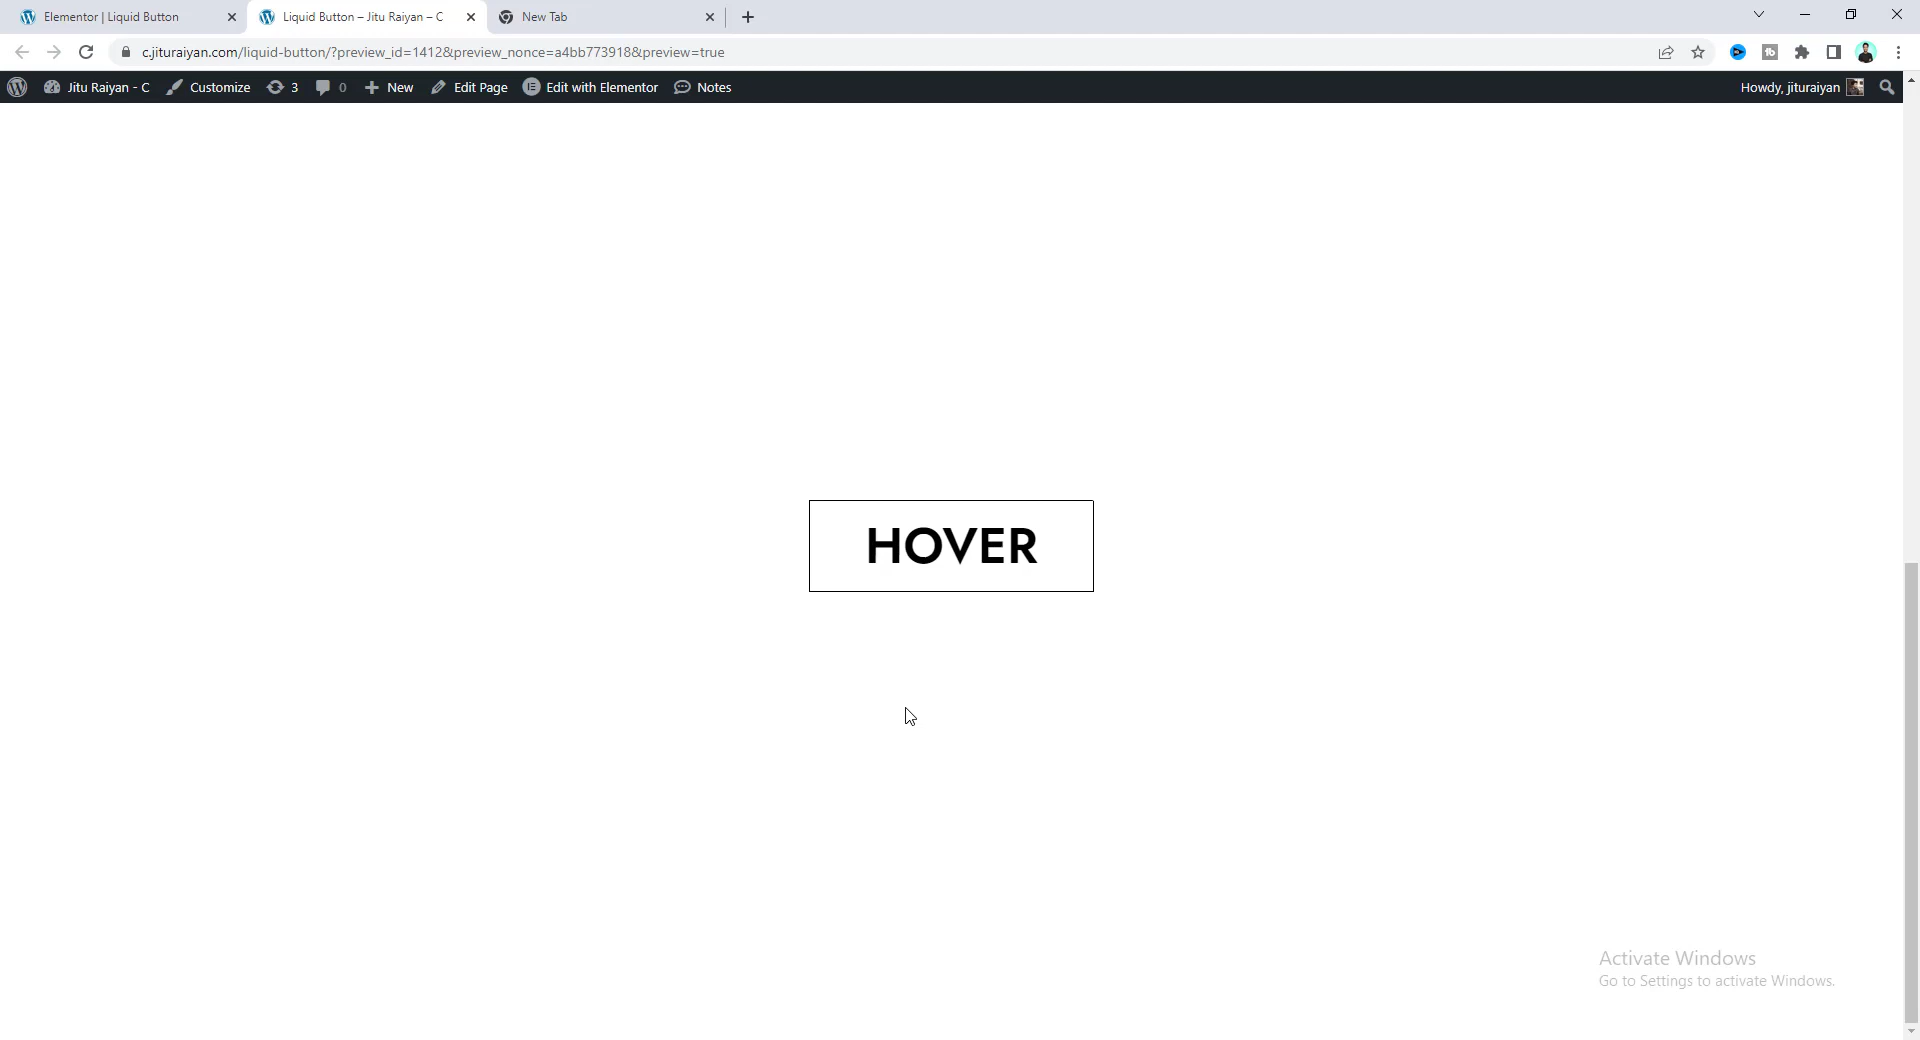 Elementor | Liquid Button
Liquid Button – Jitu Raiyan – C
New Tab
c.jituraiyan.com/liquid-button/?preview_id=1412&preview_nonce=a4bb773918&preview=true
Jitu Raiyan - C
Customize
3
0
New
Edit Page
Edit with Elementor
Notes
Howdy, jituraiyan
HOVER
Activate Windows
Go to Settings to activate Windows.